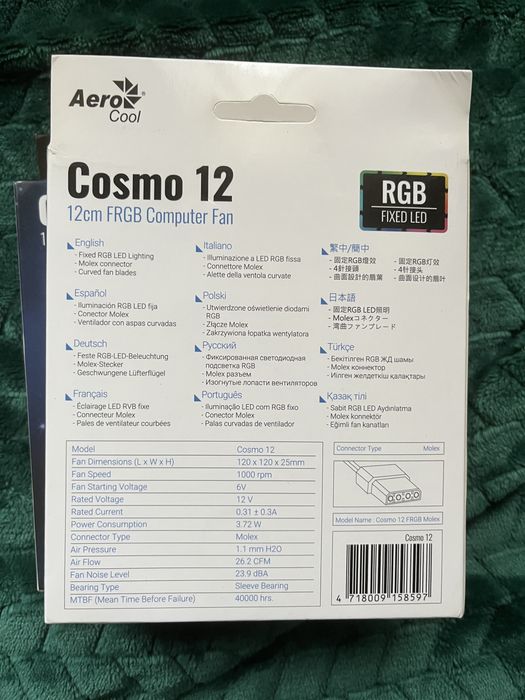 Aero
Cool
Cosmo 12
12cm FRGB Computer Fan
RGB
FIXED LED
English
- Fixed RGB LED Lighting
- Molex connector
- Curved fan blades
Italiano
- Illuminazione a LED RGB fissa
- Connettore Molex
- Alette della ventola curvate
繁中/簡中
- 固定RGB燈效
- 4針接頭
- 曲面設計的扇葉
- 固定RGB灯效
- 4针接头
- 曲面设计的扇叶
Español
- Iluminación RGB LED fija
- Conector Molex
- Ventilador con aspas curvadas
Polski
- Utwierdzone oświetlenie diodami
RGB
- Złącze Molex
- Zakrzywiona łopatka wentylatora
日本語
- 固定RGB LED照明
- Molexコネクター
- 湾曲ファンブレード
Deutsch
- Feste RGB-LED-Beleuchtung
- Molex-Stecker
- Geschwungene Lüfterflügel
Русский
- Фиксированная светодиодная
подсветка RGB
- Molex разъем
- Изогнутые лопасти вентиляторов
Türkçe
- Бекітілген RGB ЖД шамы
- Molex коннектор
- Иілген желдеткіш қалақтары
Français
- Éclairage LED RVB fixe
- Connecteur Molex
- Pales de ventilateur courbées
Português
- Iluminação LED com RGB fixo
- Conector Molex
- Palas curvadas de ventilador
Қазақ тілі
- Sabit RGB LED Aydınlatma
- Molex konnektör
- Eğimli fan kanatları
Model Cosmo 12
Fan Dimensions (L x W x H) 120 x 120 x 25mm
Fan Speed 1000 rpm
Fan Starting Voltage 6V
Rated Voltage 12 V
Rated Current 0.31 ± 0.3A
Power Consumption 3.72 W
Connector Type Molex
Air Pressure 1.1 mm H2O
Air Flow 26.2 CFM
Fan Noise Level 23.9 dBA
Bearing Type Sleeve Bearing
MTBF (Mean Time Before Failure) 40000 hrs.
Connector Type Molex
Model Name : Cosmo 12 FRGB Molex
Cosmo 12
4 718009 158597